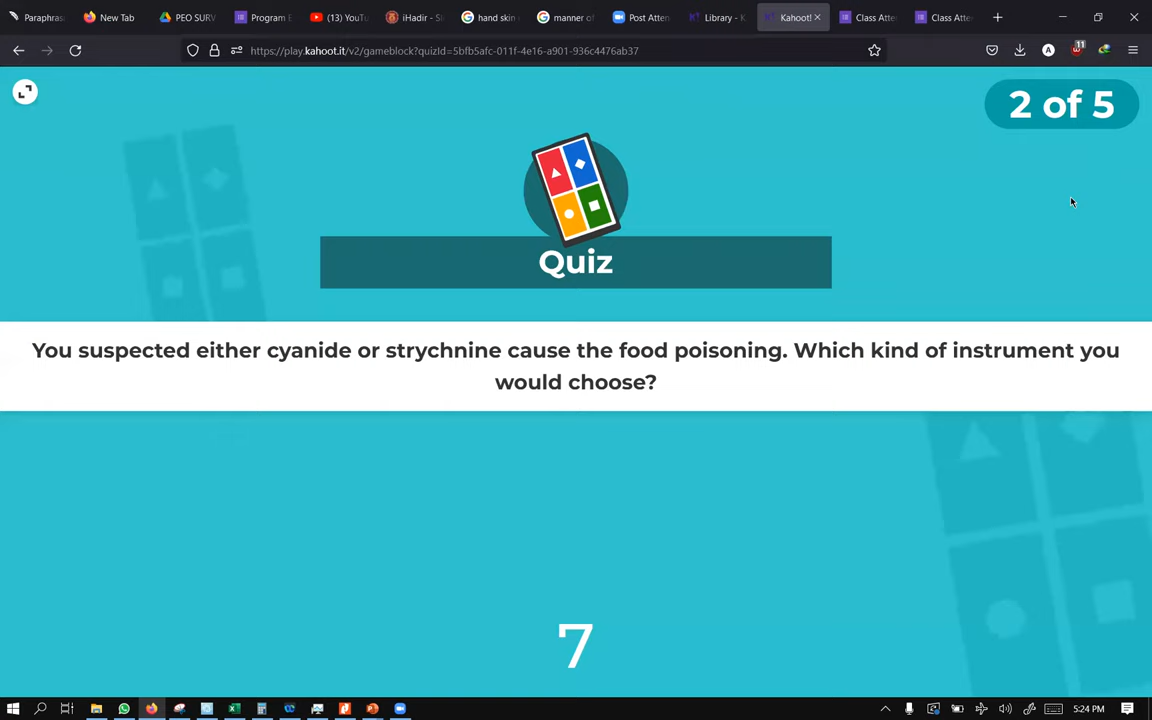 Paraphras
New Tab
PEO SURV
Program E
(13) YouTu
iHadir - Si
hand skin
manner of
Post Atten
Library - K
Kahoot!
Class Atte
Class Atte
https://play.kahoot.it/v2/gameblock?quizId=5bfb5afc-011f-4e16-a901-936c4476ab37
A
11
2 of 5
Quiz
You suspected either cyanide or strychnine cause the food poisoning. Which kind of instrument you
would choose?
7
5:24 PM